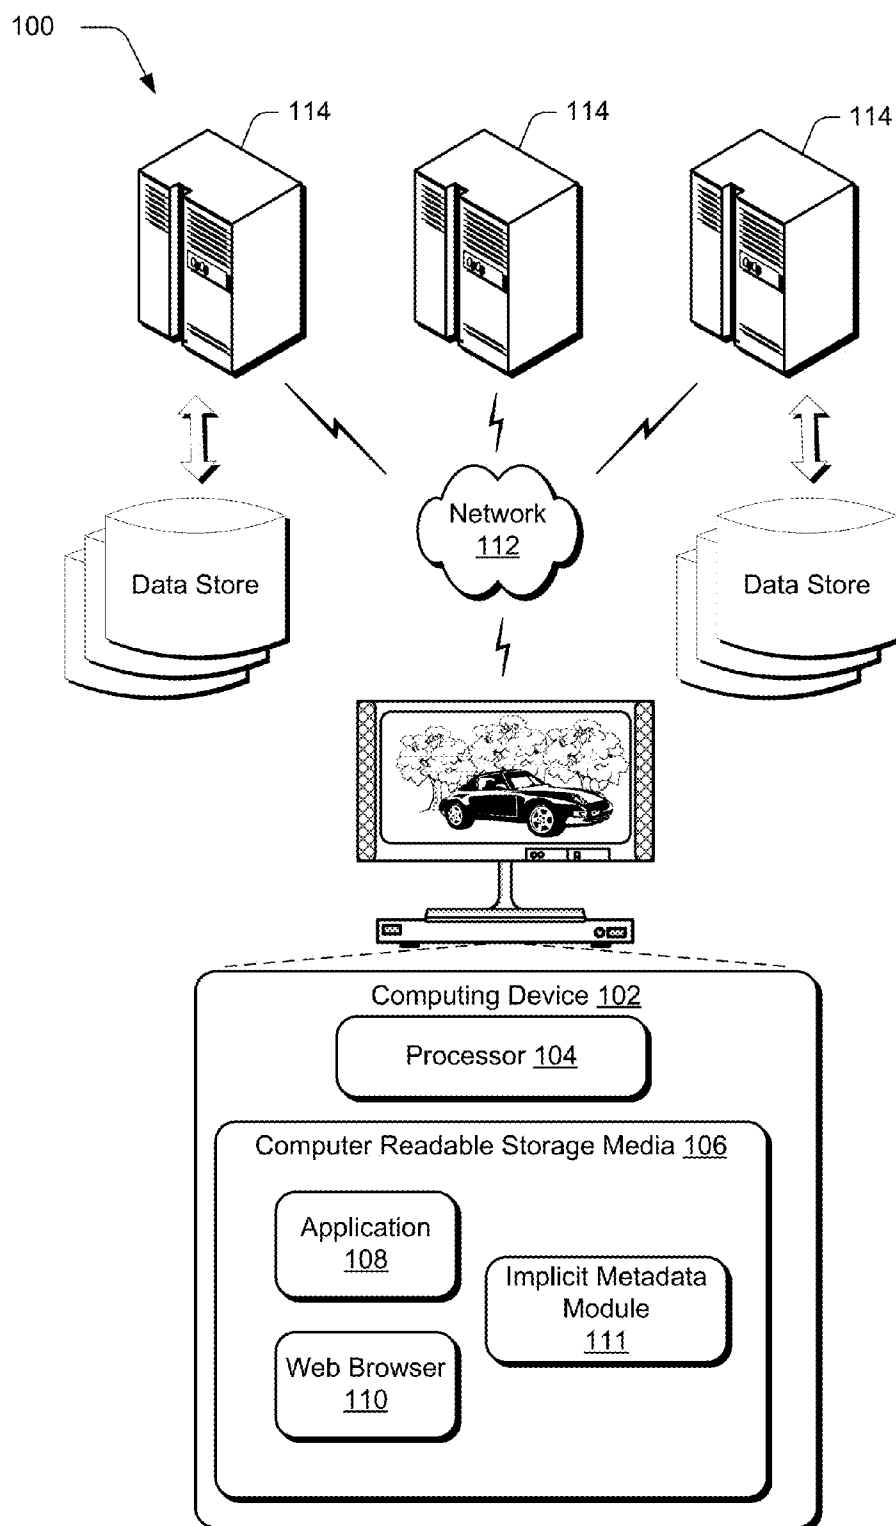 100
114
114
114
Network
112
Data Store
Data Store
Computing Device 102
Processor 104
Computer Readable Storage Media 106
Application
108
Implicit Metadata
Module
111
Web Browser
110